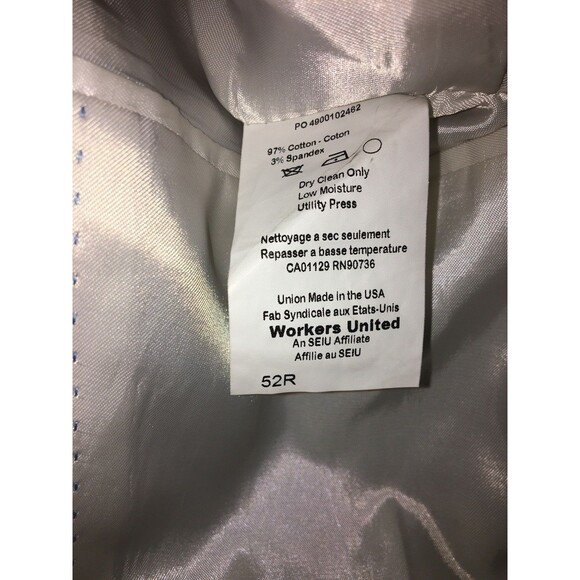 PO 4900102462
97% Cotton - Coton
3% Spandex
Dry Clean Only
Low Moisture
Utility Press
Nettoyage a sec seulement
Repasser a basse temperature
CA01129 RN90736
Union Made in the USA
Fab Syndicale aux Etats-Unis
Workers United
An SEIU Affiliate
Affilie au SEIU
52R